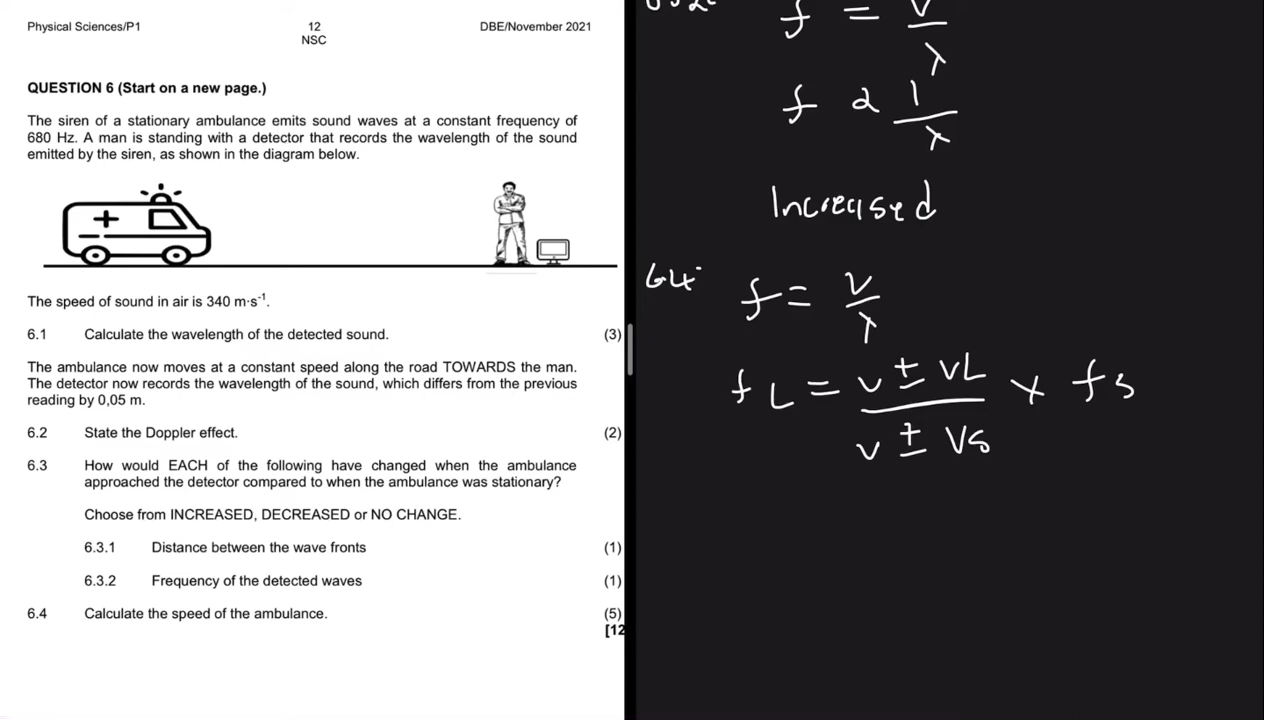 Physical Sciences/P1 12 DBE/November 2021
NSC
QUESTION 6 (Start on a new page.)
The siren of a stationary ambulance emits sound waves at a constant frequency of
680 Hz. A man is standing with a detector that records the wavelength of the sound
emitted by the siren, as shown in the diagram below.
The speed of sound in air is 340 m·s⁻¹.
6.1 Calculate the wavelength of the detected sound. (3)
The ambulance now moves at a constant speed along the road TOWARDS the man.
The detector now records the wavelength of the sound, which differs from the previous
reading by 0,05 m.
6.2 State the Doppler effect. (2)
6.3 How would EACH of the following have changed when the ambulance
approached the detector compared to when the ambulance was stationary?
Choose from INCREASED, DECREASED or NO CHANGE.
6.3.1 Distance between the wave fronts (1)
6.3.2 Frequency of the detected waves (1)
6.4 Calculate the speed of the ambulance. (5)
[12
f = v/λ
f α 1/λ
Increased
6.4. f = v/λ
fL = v ± vL / v ± vs × fs